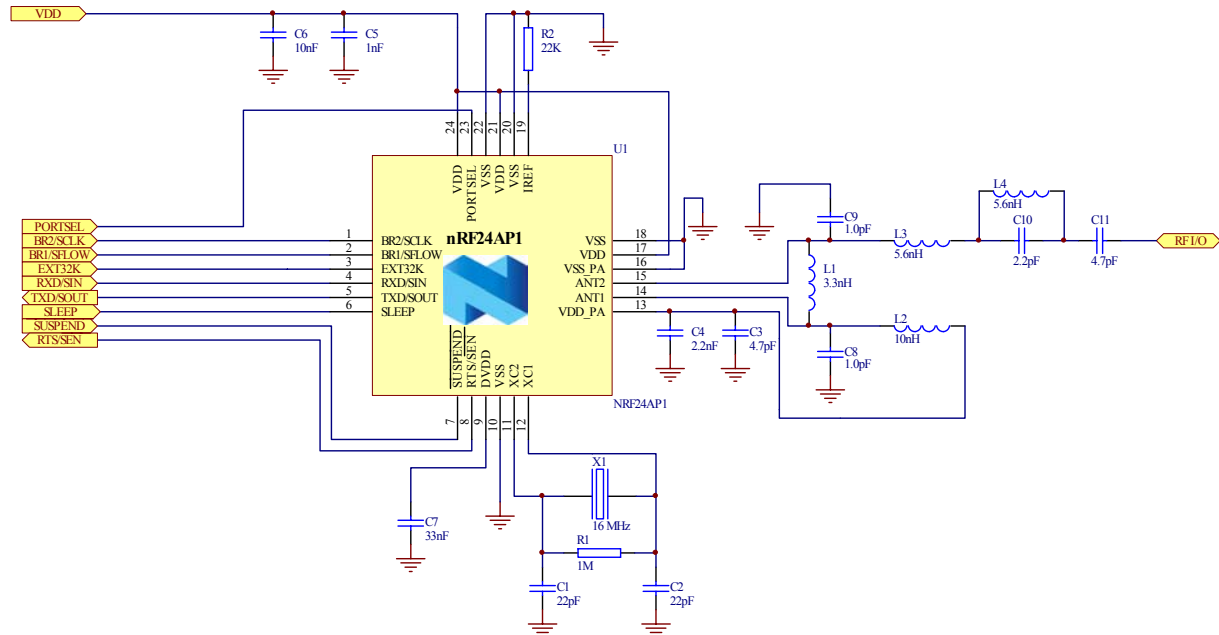 VDD
C6
10nF
C5
1nF
R2
22K
24
23
22
21
20
19
U1
VDD
PORTSEL
VSS
VDD
VSS
IREF
nRF24AP1
PORTSEL
BR2/SCLK
BR1/SFLOW
EXT32K
RXD/SIN
TXD/SOUT
SLEEP
SUSPEND
RTS/SEN
1
2
3
4
5
6
BR2/SCLK
BR1/SFLOW
EXT32K
RXD/SIN
TXD/SOUT
SLEEP
VSS
VDD
VSS_PA
ANT2
ANT1
VDD_PA
18
17
16
15
14
13
SUSPEND
RTS/SEN
DVDD
VSS
XC2
XC1
7
8
9
10
11
12
NRF24AP1
C9
1.0pF
L1
3.3nH
L3
5.6nH
L4
5.6nH
C10
2.2pF
C11
4.7pF
RF I/O
C4
2.2nF
C3
4.7pF
C8
1.0pF
L2
10nH
C7
33nF
X1
16 MHz
R1
1M
C1
22pF
C2
22pF